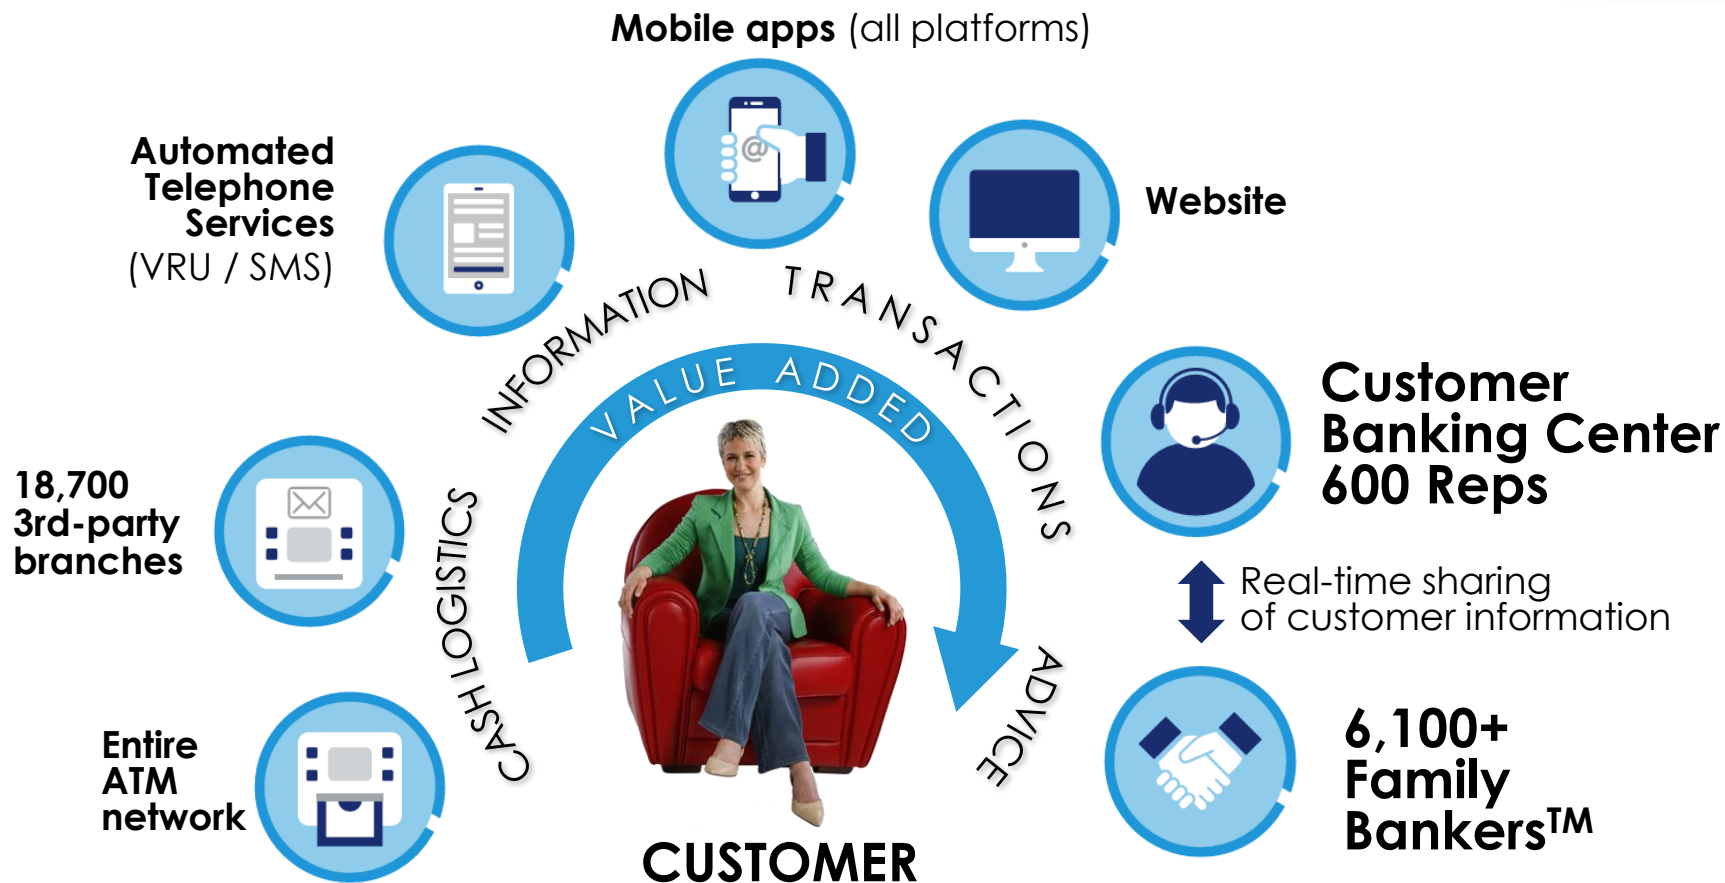 Mobile apps (all platforms)
Automated
Telephone
Services
(VRU / SMS)
@
Website
INFORMATION
TRANSACTIONS
VALUE ADDED
Customer
Banking Center
600 Reps
18,700
3rd-party
branches
CASH LOGISTICS
Real-time sharing
of customer information
ADVICE
Entire
ATM
network
6,100+
Family
Bankers™
CUSTOMER